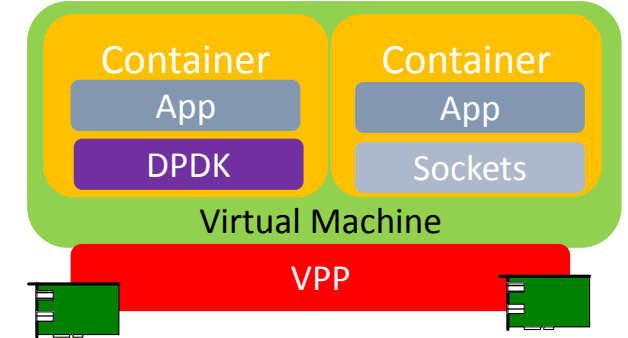 Container
App
DPDK
Container
App
Sockets
Virtual Machine
VPP